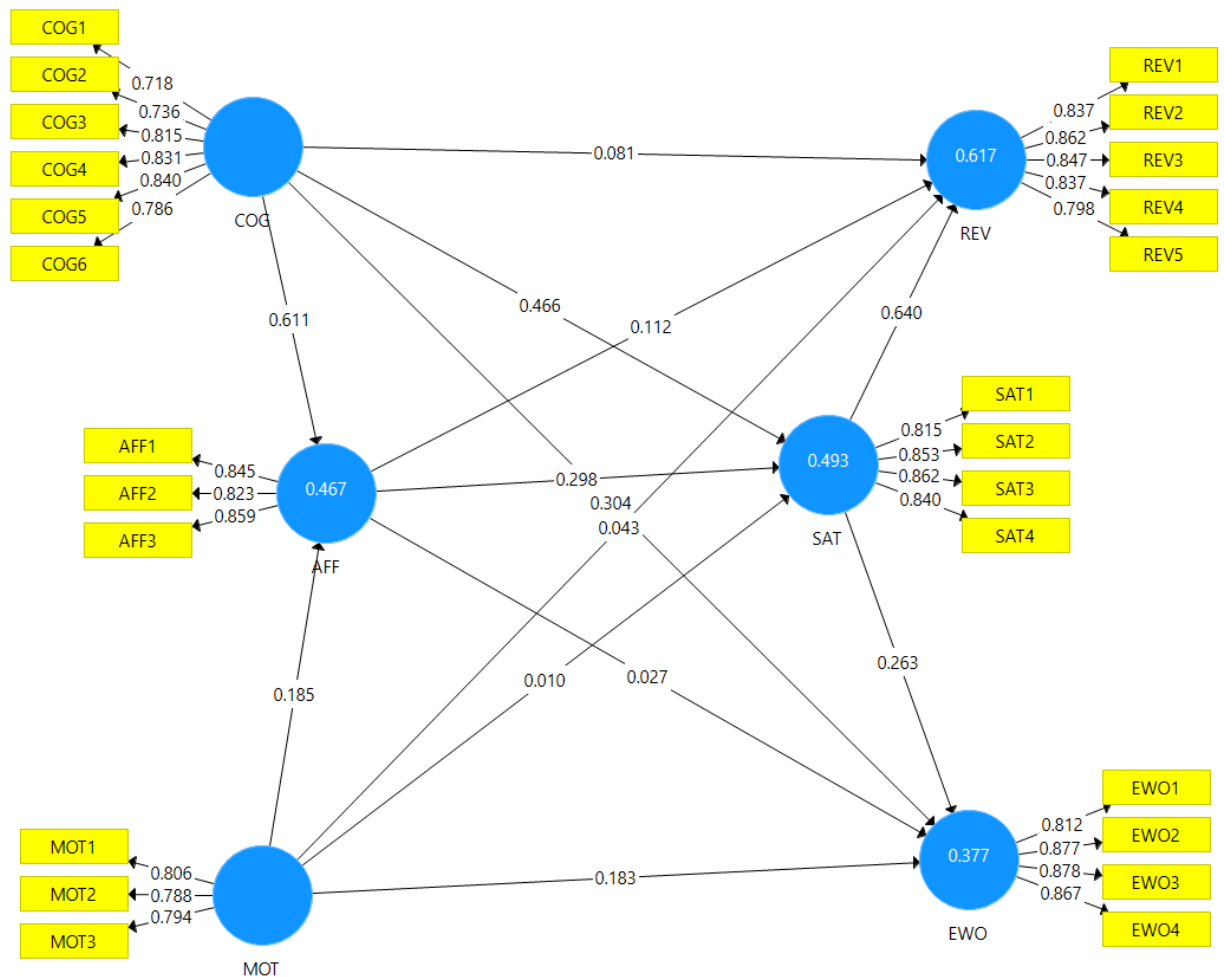 COG1
COG2
COG3
COG4
COG5
COG6
0.718
0.736
0.815
0.831
0.840
0.786
COG
REV1
REV2
REV3
REV4
REV5
0.837
0.862
0.847
0.837
0.798
0.617
REV
0.081
0.611
0.466
0.112
0.640
AFF1
AFF2
AFF3
0.845
0.823
0.859
0.467
AFF
0.298
0.304
0.043
SAT1
SAT2
SAT3
SAT4
0.815
0.853
0.862
0.840
0.493
SAT
0.185
0.010
0.027
0.263
MOT1
MOT2
MOT3
0.806
0.788
0.794
MOT
0.183
EWO1
EWO2
EWO3
EWO4
0.812
0.877
0.878
0.867
0.377
EWO